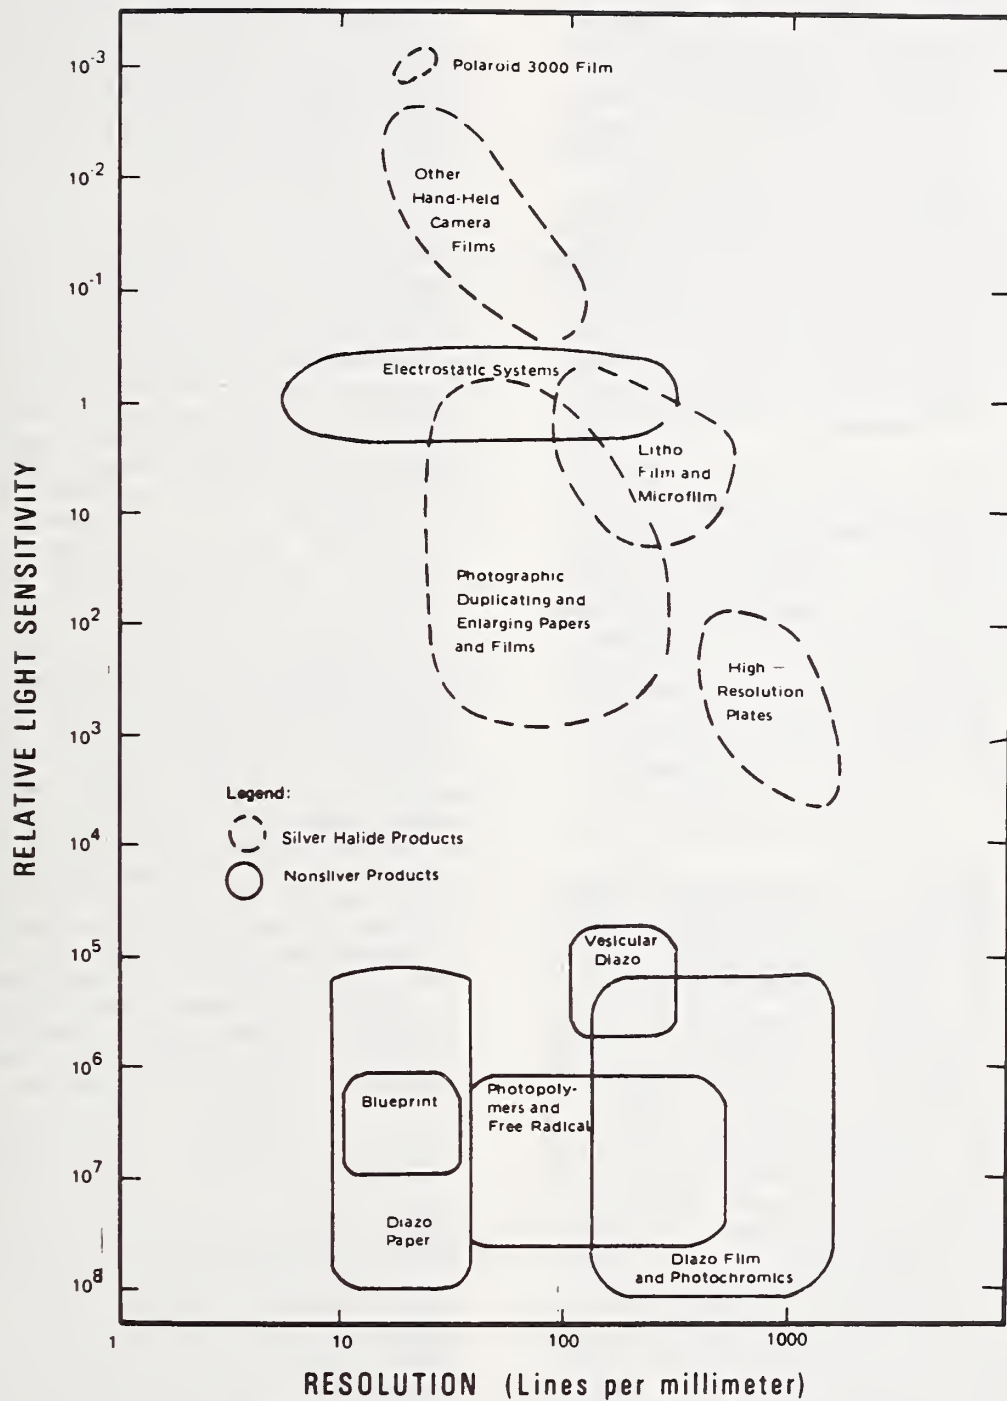 10-3
Polaroid 3000 Film
10-2
Other
Hand-Held
Camera
Films
10-1
Electrostatic Systems
1
Litho
Film and
Microfilm
10
Photographic
Duplicating and
Enlarging Papers
and Films
102
High –
Resolution
Plates
103
Legend:
Silver Halide Products
Nonsilver Products
104
105
Vesicular
Diazo
106
Blueprint
Photopoly-
mers and
Free Radical
107
Diazo
Paper
Diazo Film
and Photochromics
108
RELATIVE LIGHT SENSITIVITY
1
10
100
1000
RESOLUTION (Lines per millimeter)